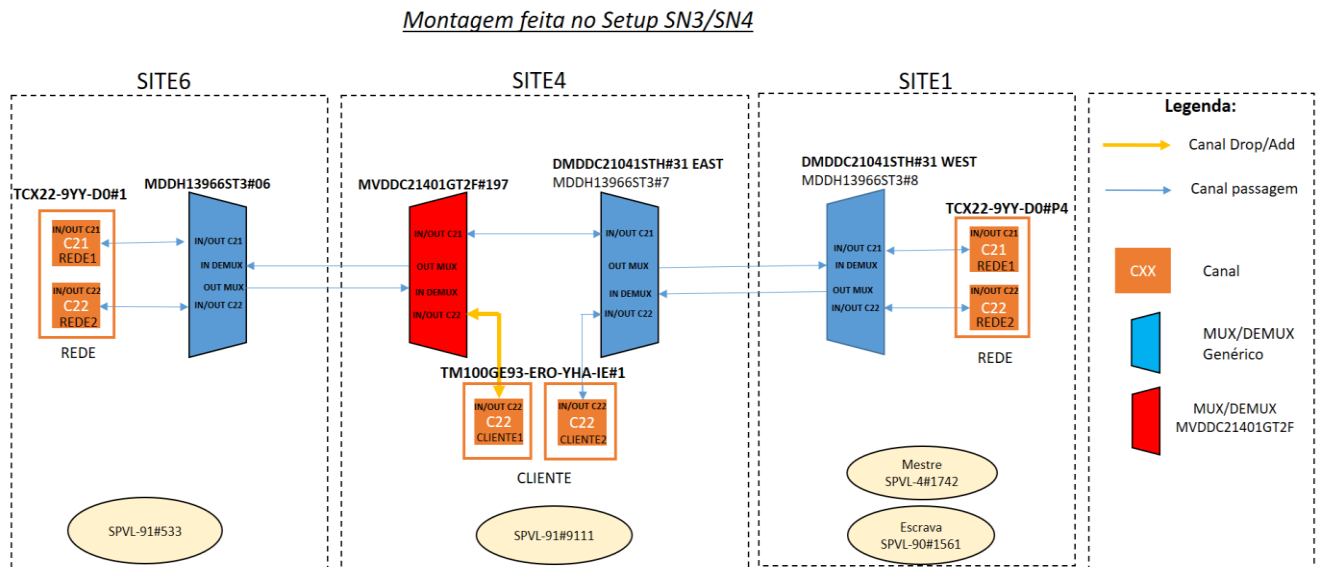 Montagem feita no Setup SN3/SN4
SITE6
TCX22-9YY-D0#1
MDDH13966ST3#06
IN/OUT C21
C21
REDE1
IN/OUT C22
C22
REDE2
REDE
IN/OUT C21
IN DEMUX
OUT MUX
IN/OUT C22
SPVL-91#533
SITE4
MVDDC21401GT2F#197
IN/OUT C21
OUT MUX
IN DEMUX
IN/OUT C22
DMDDC21041STH#31 EAST
MDDH13966ST3#7
IN/OUT C21
OUT MUX
IN DEMUX
IN/OUT C22
TM100GE93-ERO-YHA-IE#1
IN/OUT C22
C22
CLIENTE1
IN/OUT C22
C22
CLIENTE2
CLIENTE
SPVL-91#9111
SITE1
DMDDC21041STH#31 WEST
MDDH13966ST3#8
IN/OUT C21
IN DEMUX
OUT MUX
IN/OUT C22
TCX22-9YY-D0#P4
IN/OUT C21
C21
REDE1
IN/OUT C22
C22
REDE2
REDE
Mestre
SPVL-4#1742
Escrava
SPVL-90#1561
Legenda:
Canal Drop/Add
Canal passagem
CXX
Canal
MUX/DEMUX
Genérico
MUX/DEMUX
MVDDC21401GT2F